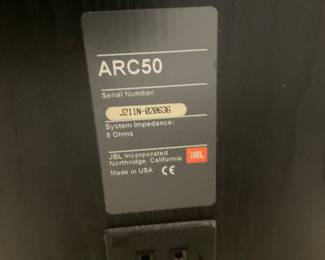 ARC50
Serial Number
J211N-020636
System Impedance:
8 Ohms
JBL Incorporated
Northridge, California
Made in USA CE
JBL